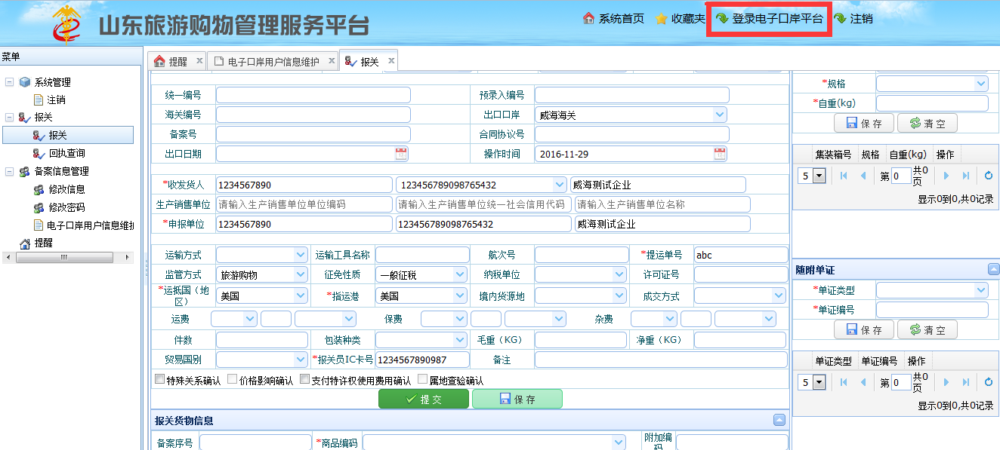 山东旅游购物管理服务平台
系统首页 收藏夹 登录电子口岸平台 注销
菜单
系统管理
注销
报关
报关
回执查询
备案信息管理
修改信息
修改密码
电子口岸用户信息维护
提醒
提醒 电子口岸用户信息维护 报关
统一编号 预录入编号
海关编号 出口口岸 威海海关
备案号 合同协议号
出口日期 操作时间 2016-11-29
*收发货人 1234567890 123456789098765432 威海测试企业
生产销售单位 请输入生产销售单位单位编码 请输入生产销售单位统一社会信用代码 请输入生产销售单位名称
*申报单位 1234567890 123456789098765432 威海测试企业
运输方式 运输工具名称 航次号 *提运单号 abc
监管方式 旅游购物 征免性质 一般征税 纳税单位 许可证号
*运抵国（地区） 美国 *指运港 美国 境内货源地 成交方式
运费 保费 杂费
件数 包装种类 毛重（KG） 净重（KG）
贸易国别 *报关员IC卡号 1234567890987 备注
特殊关系确认 价格影响确认 支付特许权使用费用确认 属地查验确认
提 交 保 存
报关货物信息
备案序号 *商品编码 附加编码
*规格
*自重(kg)
保 存 清 空
集装箱号 规格 自重(kg) 操作
5 第 0 共0页
显示0到0,共0记录
随附单证
*单证类型
*单证编号
保 存 清 空
单证类型 单证编号 操作
5 第 0 共0页
显示0到0,共0记录